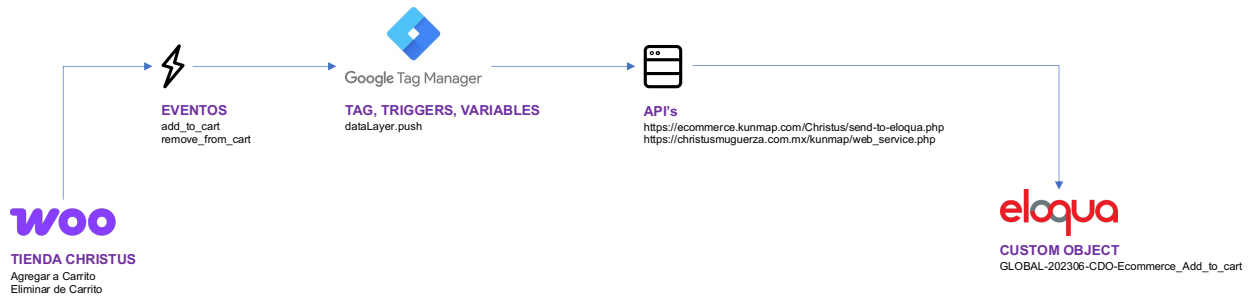 Google Tag Manager
EVENTOS
add_to_cart
remove_from_cart
TAG, TRIGGERS, VARIABLES
dataLayer.push
API's
https://ecommerce.kunmap.com/Christus/send-to-eloqua.php
https://christusmuguerza.com.mx/kunmap/web_service.php
woo
TIENDA CHRISTUS
Agregar a Carrito
Eliminar de Carrito
eloqua
CUSTOM OBJECT
GLOBAL-202306-CDO-Ecommerce_Add_to_cart